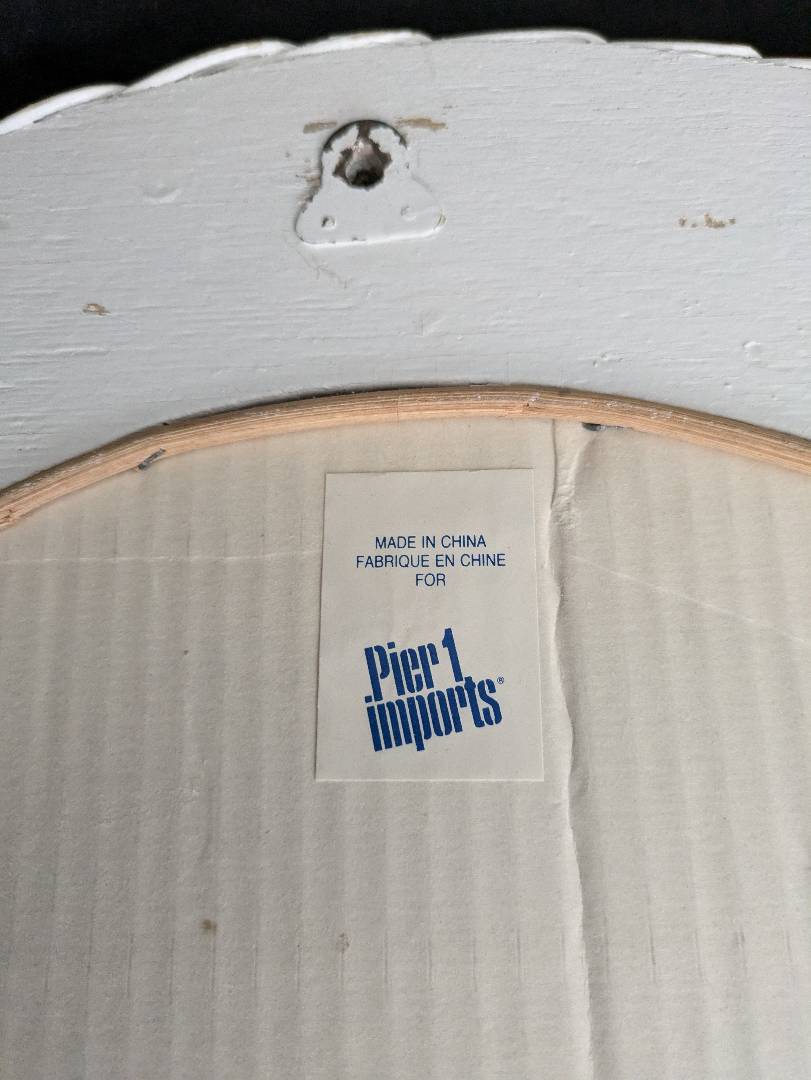 MADE IN CHINA
FABRIQUE EN CHINE
FOR
Pier 1
imports®